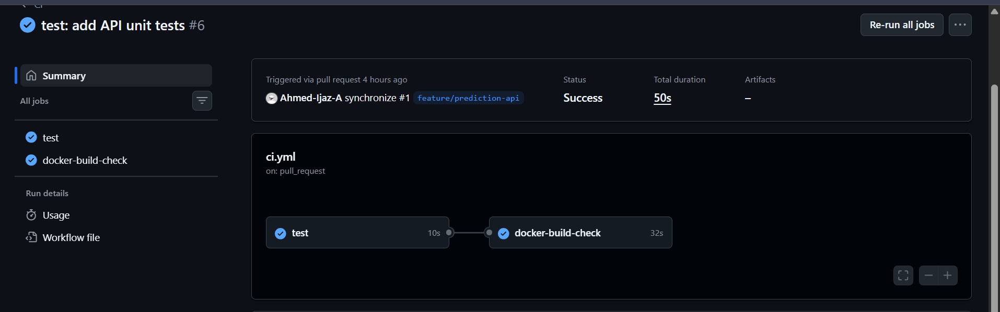 CI
test: add API unit tests #6
Re-run all jobs
Summary
All jobs
test
docker-build-check
Run details
Usage
Workflow file
Triggered via pull request 4 hours ago
Ahmed-Ijaz-A synchronize #1 feature/prediction-api
Status
Success
Total duration
50s
Artifacts
–
ci.yml
on: pull_request
test 10s
docker-build-check 32s